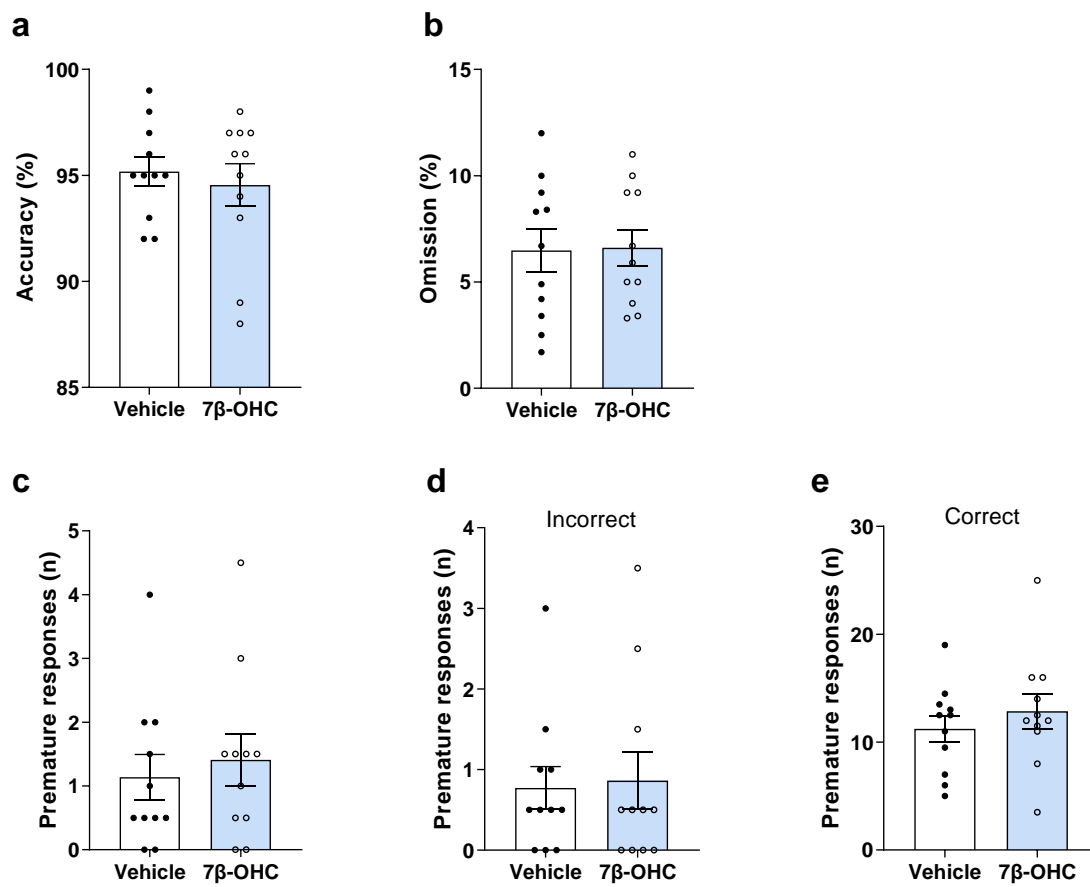 a
Accuracy (%)
100
95
90
85
Vehicle 7β-OHC
b
Omission (%)
15
10
5
0
Vehicle 7β-OHC
c
Premature responses (n)
5
4
3
2
1
0
Vehicle 7β-OHC
d
Incorrect
Premature responses (n)
4
3
2
1
0
Vehicle 7β-OHC
e
Correct
Premature responses (n)
30
20
10
0
Vehicle 7β-OHC